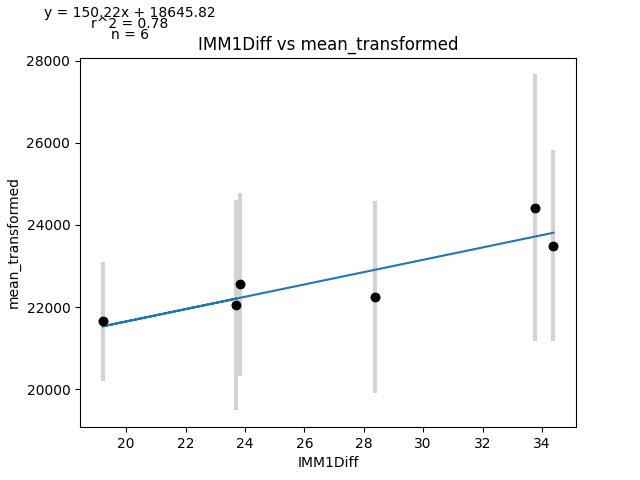 y = 150.22x + 18645.82
r^2 = 0.78
n = 6
IMM1Diff vs mean_transformed
28000
26000
24000
22000
20000
mean_transformed
20 22 24 26 28 30 32 34
IMM1Diff